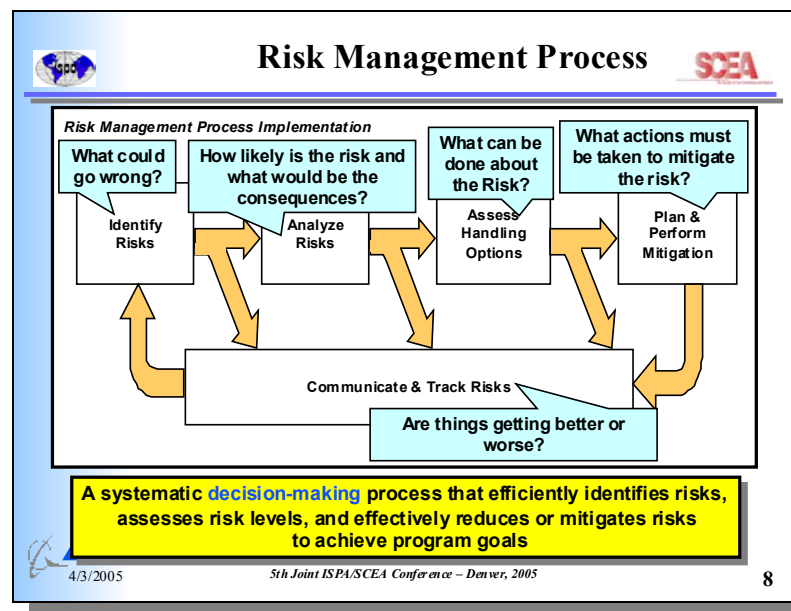 Risk Management Process
ispa
SCEA
Risk Management Process Implementation
What could
go wrong?
How likely is the risk and
what would be the
consequences?
What can be
done about
the Risk?
What actions must
be taken to mitigate
the risk?
Identify
Risks
Analyze
Risks
Assess
Handling
Options
Plan &
Perform
Mitigation
Communicate & Track Risks
Are things getting better or
worse?
A systematic decision-making process that efficiently identifies risks,
assesses risk levels, and effectively reduces or mitigates risks
to achieve program goals
4/3/2005
5th Joint ISPA/SCEA Conference – Denver, 2005
8